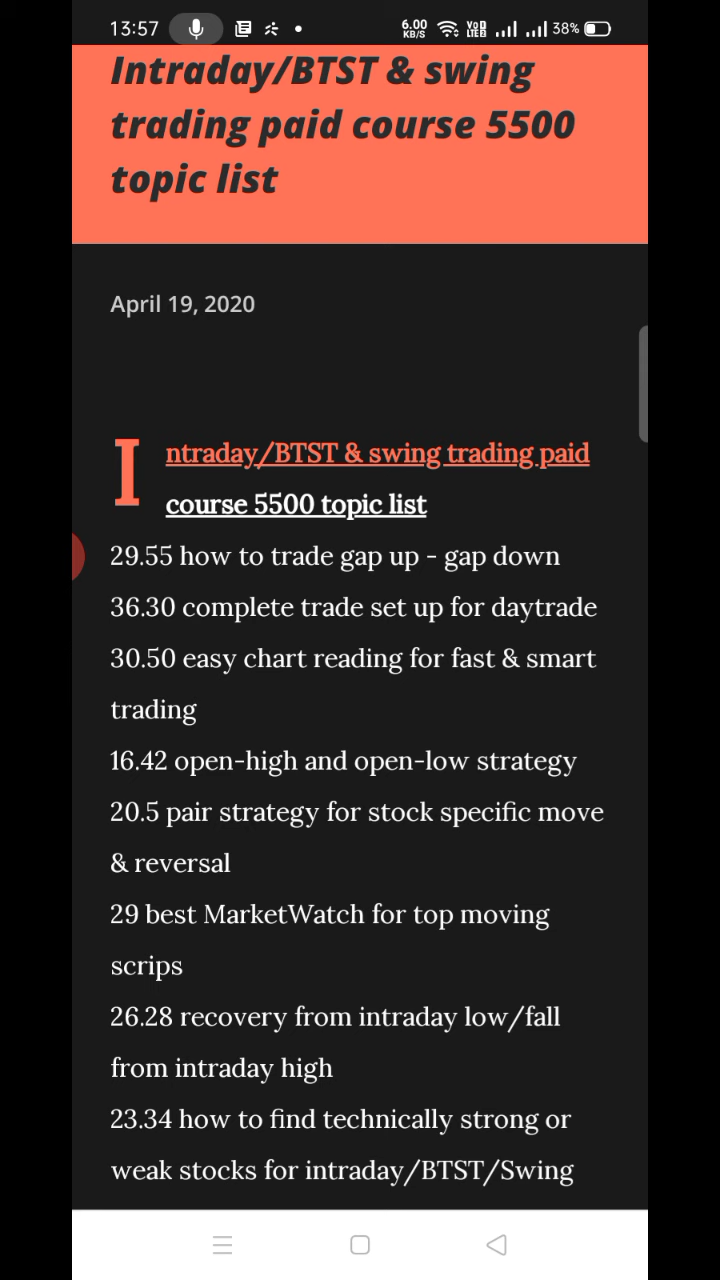 13:57 6.00 KB/S VoD LTE2 38%
Intraday/BTST & swing
trading paid course 5500
topic list
April 19, 2020
Intraday/BTST & swing trading paid
course 5500 topic list
29.55 how to trade gap up - gap down
36.30 complete trade set up for daytrade
30.50 easy chart reading for fast & smart
trading
16.42 open-high and open-low strategy
20.5 pair strategy for stock specific move
& reversal
29 best MarketWatch for top moving
scrips
26.28 recovery from intraday low/fall
from intraday high
23.34 how to find technically strong or
weak stocks for intraday/BTST/Swing